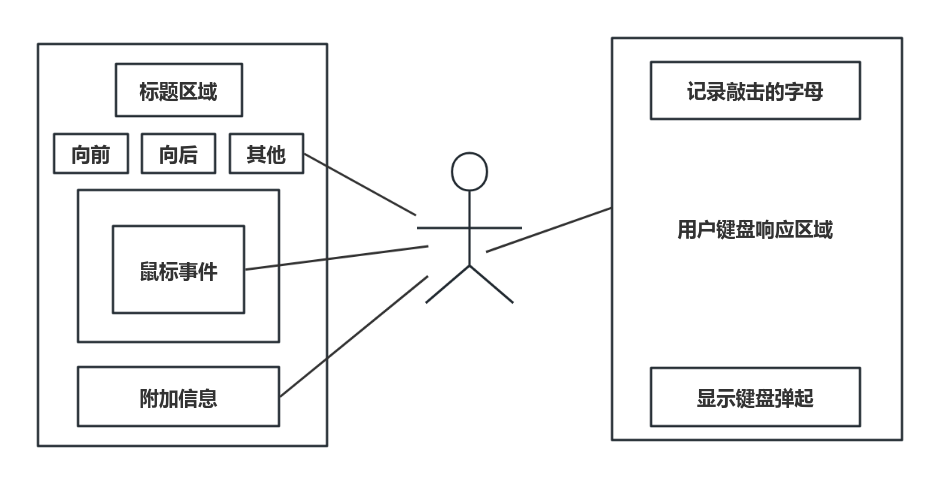 标题区域
向前
向后
其他
鼠标事件
附加信息
记录敲击的字母
用户键盘响应区域
显示键盘弹起